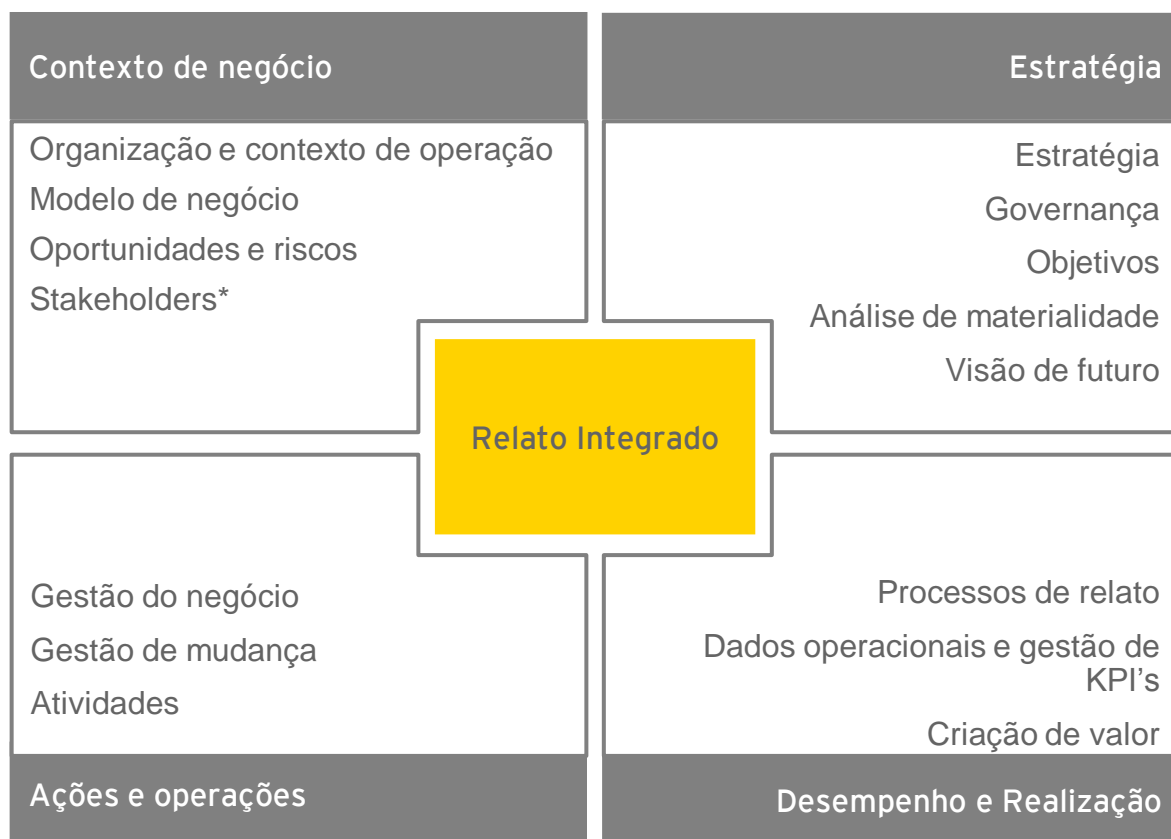 Contexto de negócio
Organização e contexto de operação
Modelo de negócio
Oportunidades e riscos
Stakeholders*
Estratégia
Estratégia
Governança
Objetivos
Análise de materialidade
Visão de futuro
Relato Integrado
Gestão do negócio
Gestão de mudança
Atividades
Ações e operações
Processos de relato
Dados operacionais e gestão de
KPI’s
Criação de valor
Desempenho e Realização